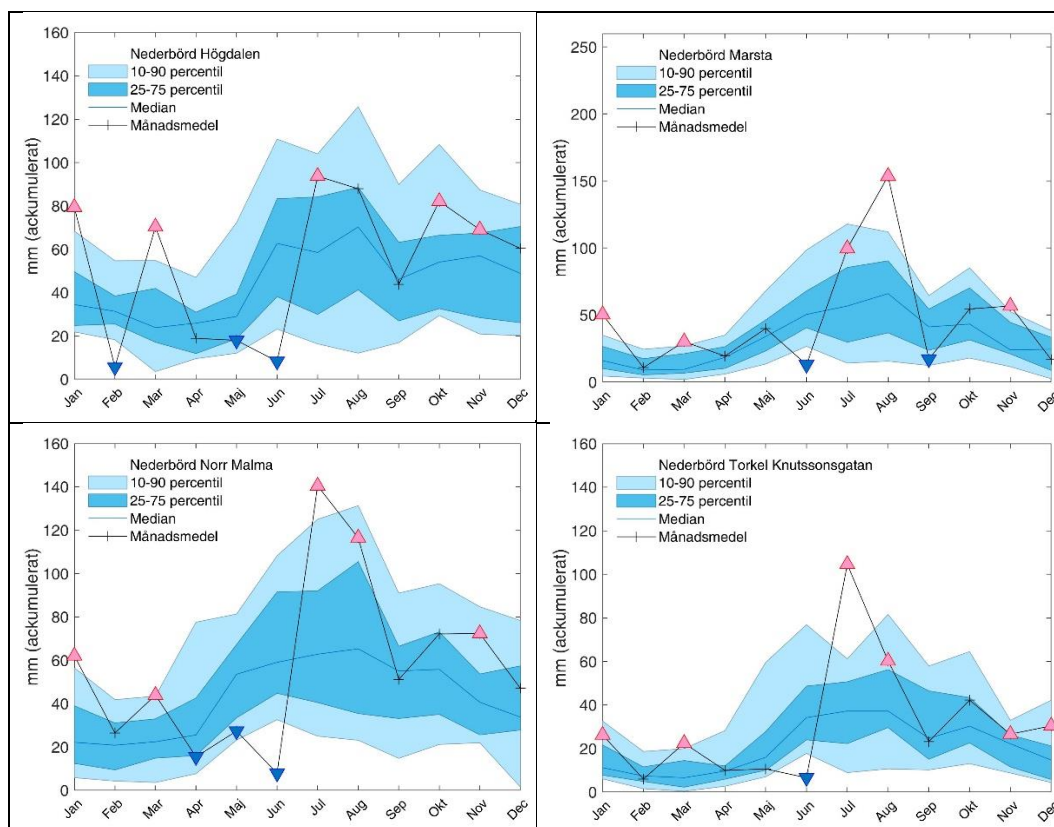 160
140
120
100
80
60
40
20
0
mm (ackumulerat)
Nederbörd Högdalen
10-90 percentil
25-75 percentil
Median
Månadsmedel
Jan Feb Mar Apr Maj Jun Jul Aug Sep Okt Nov Dec
250
200
150
100
50
0
mm (ackumulerat)
Nederbörd Marsta
10-90 percentil
25-75 percentil
Median
Månadsmedel
Jan Feb Mar Apr Maj Jun Jul Aug Sep Okt Nov Dec
160
140
120
100
80
60
40
20
0
mm (ackumulerat)
Nederbörd Norr Malma
10-90 percentil
25-75 percentil
Median
Månadsmedel
Jan Feb Mar Apr Maj Jun Jul Aug Sep Okt Nov Dec
160
140
120
100
80
60
40
20
0
mm (ackumulerat)
Nederbörd Torkel Knutssonsgatan
10-90 percentil
25-75 percentil
Median
Månadsmedel
Jan Feb Mar Apr Maj Jun Jul Aug Sep Okt Nov Dec